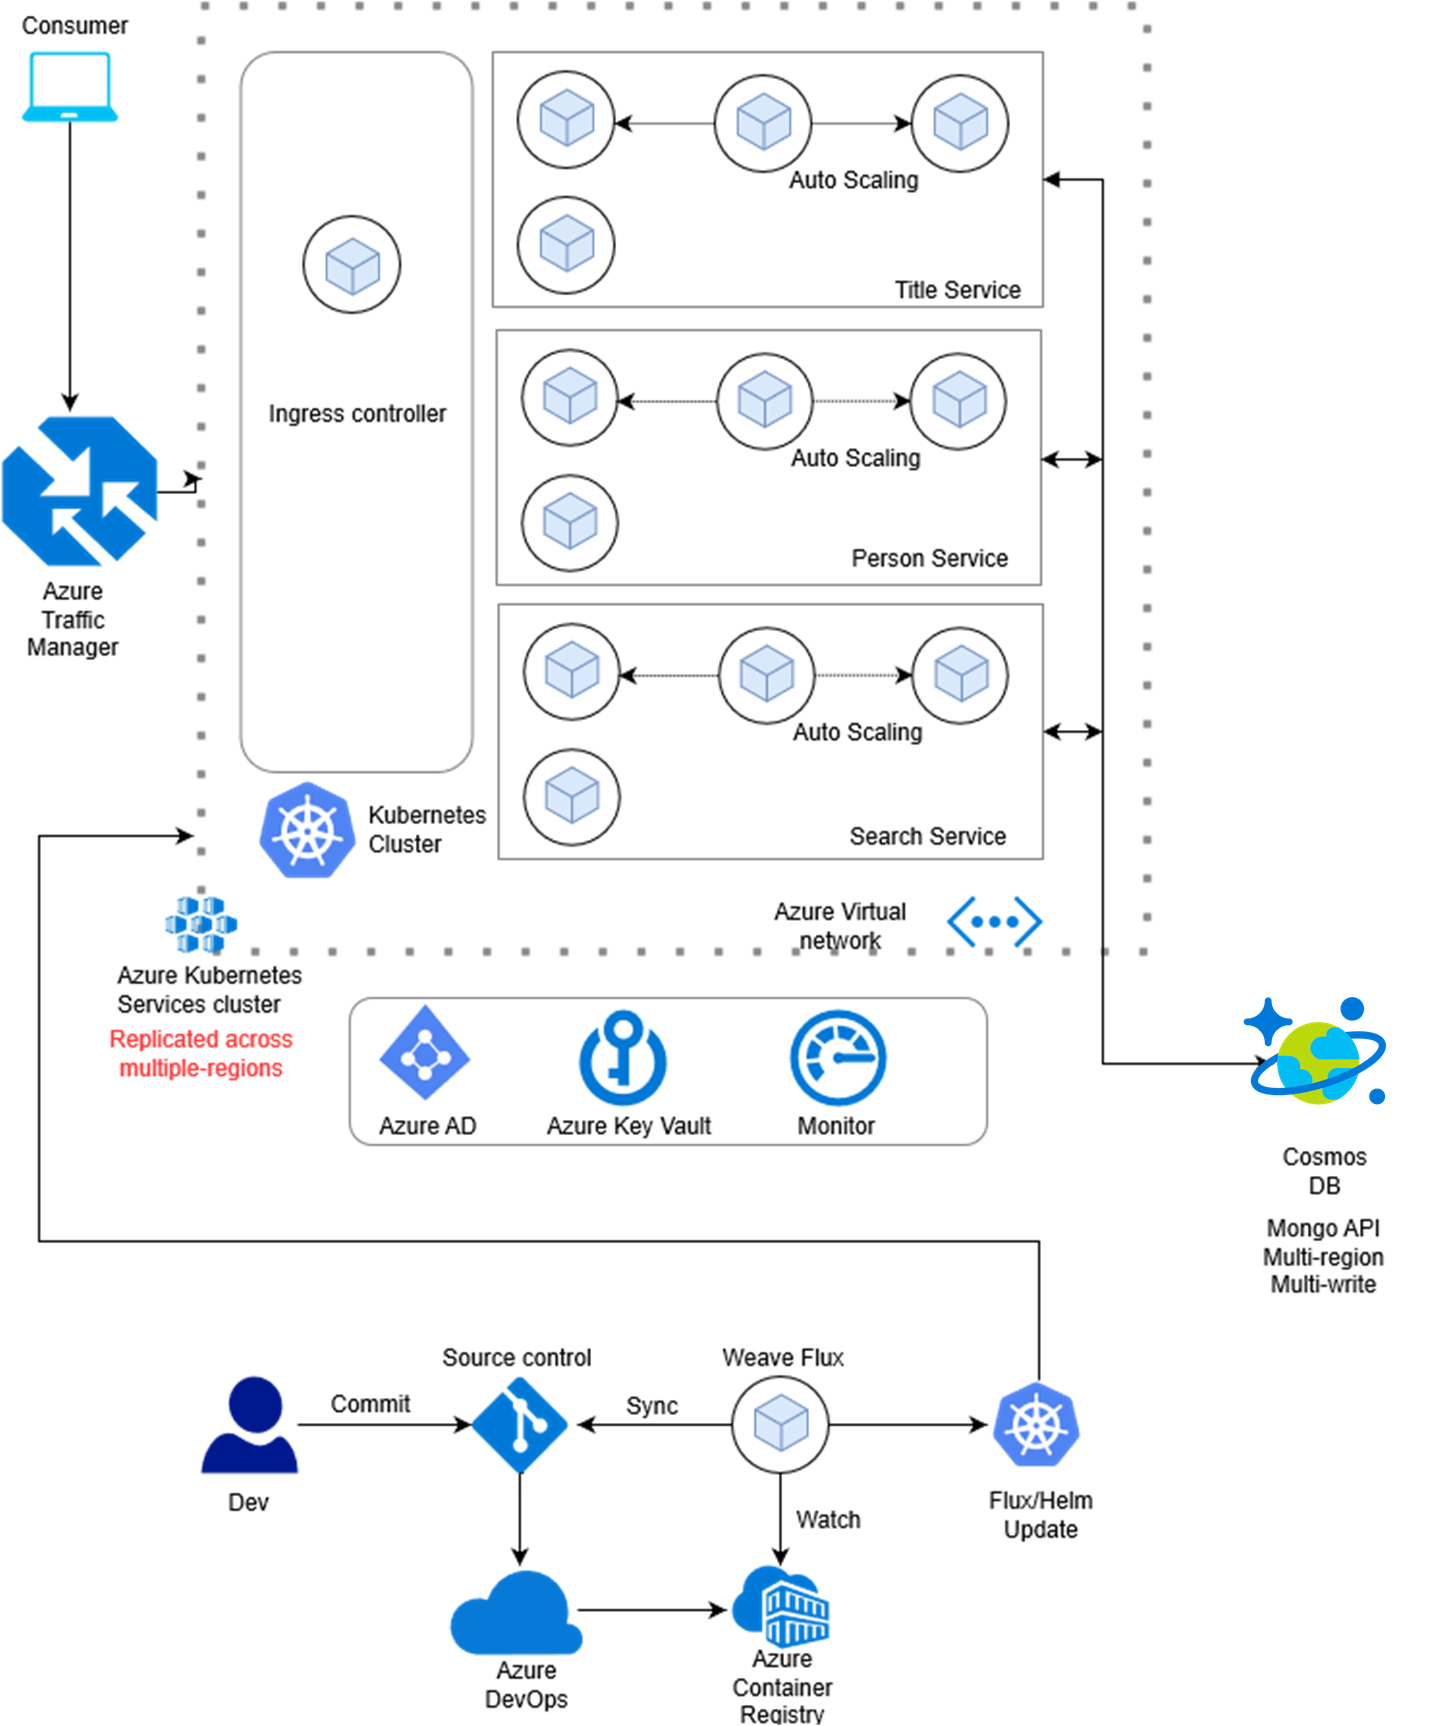 Consumer
Auto Scaling
Title Service
Ingress controller
Auto Scaling
Person Service
Azure
Traffic
Manager
Auto Scaling
Search Service
Kubernetes
Cluster
Azure Virtual
network
Azure Kubernetes
Services cluster
Replicated across
multiple-regions
Azure AD
Azure Key Vault
Monitor
Cosmos
DB
Mongo API
Multi-region
Multi-write
Source control
Weave Flux
Commit
Sync
Dev
Flux/Helm
Update
Watch
Azure
DevOps
Azure
Container
Registry